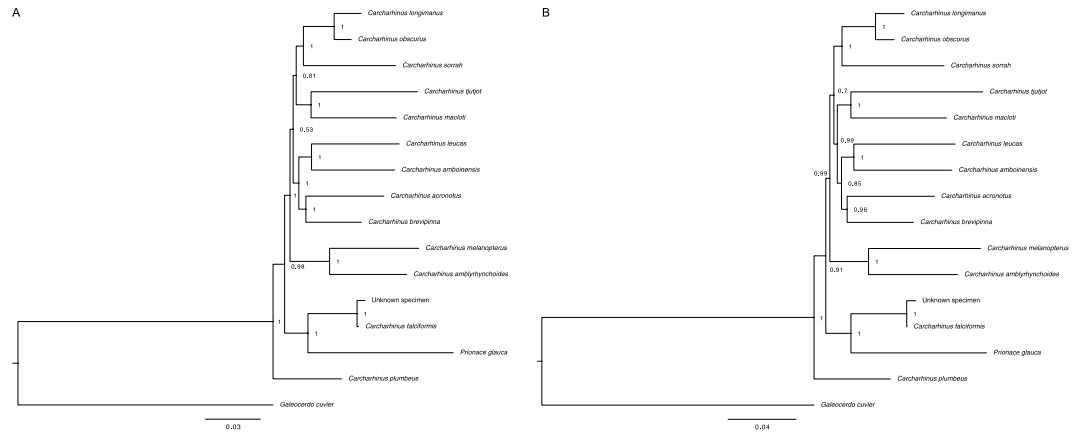 A
Carcharhinus longimanus
1
Carcharhinus obscurus
1
Carcharhinus sorrah
0.81
Carcharhinus tjutjot
1
Carcharhinus macloti
0.53
Carcharhinus leucas
1
Carcharhinus amboinensis
1
1
Carcharhinus acronotus
1
Carcharhinus brevipinna
Carcharhinus melanopterus
1
0.98
Carcharhinus amblyrhynchoides
Unknown specimen
1
Carcharhinus falciformis
1
1
Prionace glauca
Carcharhinus plumbeus
Galeocerdo cuvier
0.03
B
Carcharhinus longimanus
1
Carcharhinus obscurus
1
Carcharhinus sorrah
0.7
Carcharhinus tjutjot
1
Carcharhinus macloti
0.99
Carcharhinus leucas
1
Carcharhinus amboinensis
0.99
0.85
Carcharhinus acronotus
0.96
Carcharhinus brevipinna
Carcharhinus melanopterus
1
0.91
Carcharhinus amblyrhynchoides
Unknown specimen
1
Carcharhinus falciformis
1
1
Prionace glauca
Carcharhinus plumbeus
Galeocerdo cuvier
0.04